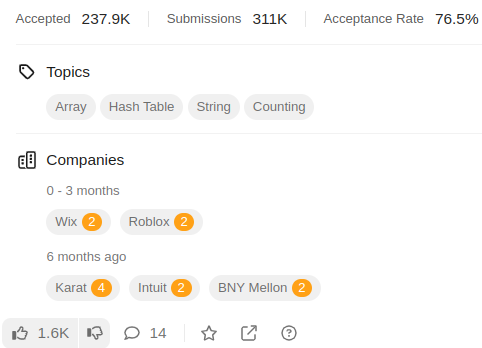 Accepted 237.9K Submissions 311K Acceptance Rate 76.5%
Topics
Array Hash Table String Counting
Companies
0 - 3 months
Wix 2 Roblox 2
6 months ago
Karat 4 Intuit 2 BNY Mellon 2
1.6K 14